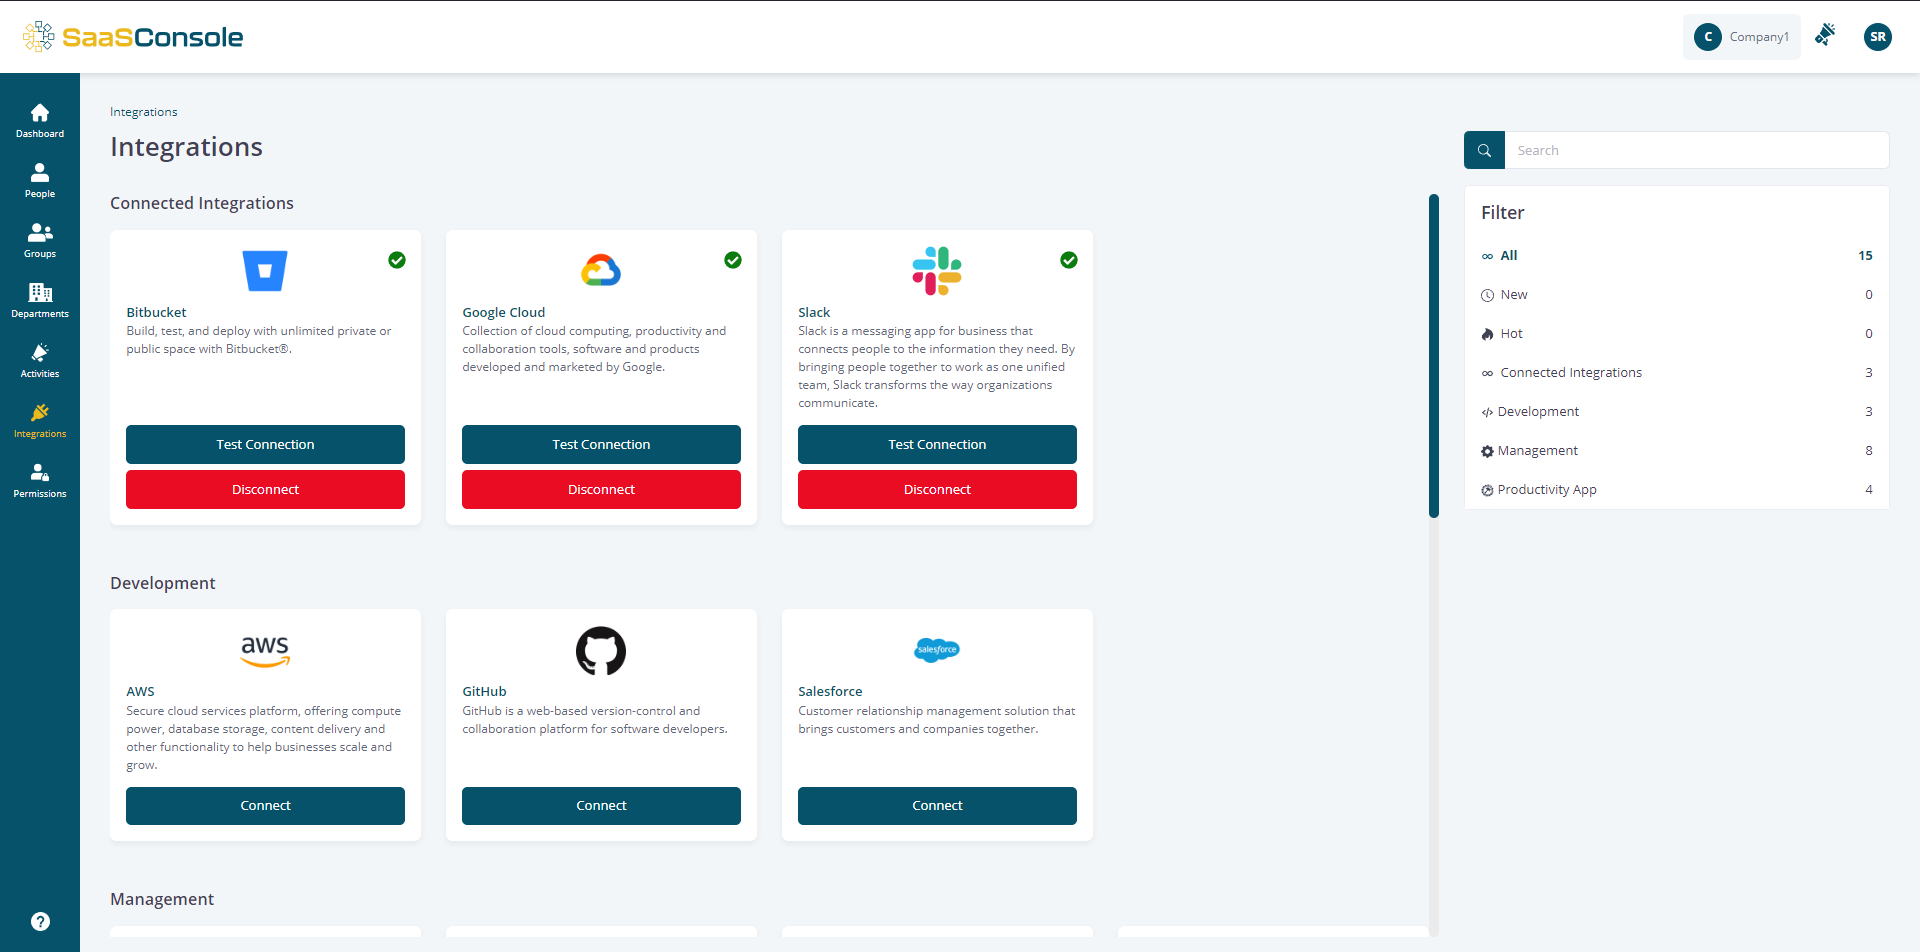 SaaSConsole
C Company1
SR
Dashboard
People
Groups
Departments
Activities
Integrations
Permissions
?
Integrations
Integrations
Connected Integrations
Bitbucket
Build, test, and deploy with unlimited private or
public space with Bitbucket®.
Test Connection
Disconnect
Google Cloud
Collection of cloud computing, productivity and
collaboration tools, software and products
developed and marketed by Google.
Test Connection
Disconnect
Slack
Slack is a messaging app for business that
connects people to the information they need. By
bringing people together to work as one unified
team, Slack transforms the way organizations
communicate.
Test Connection
Disconnect
Development
aws
AWS
Secure cloud services platform, offering compute
power, database storage, content delivery and
other functionality to help businesses scale and
grow.
Connect
GitHub
GitHub is a web-based version-control and
collaboration platform for software developers.
Connect
salesforce
Salesforce
Customer relationship management solution that
brings customers and companies together.
Connect
Management
Search
Filter
All 15
New 0
Hot 0
Connected Integrations 3
Development 3
Management 8
Productivity App 4